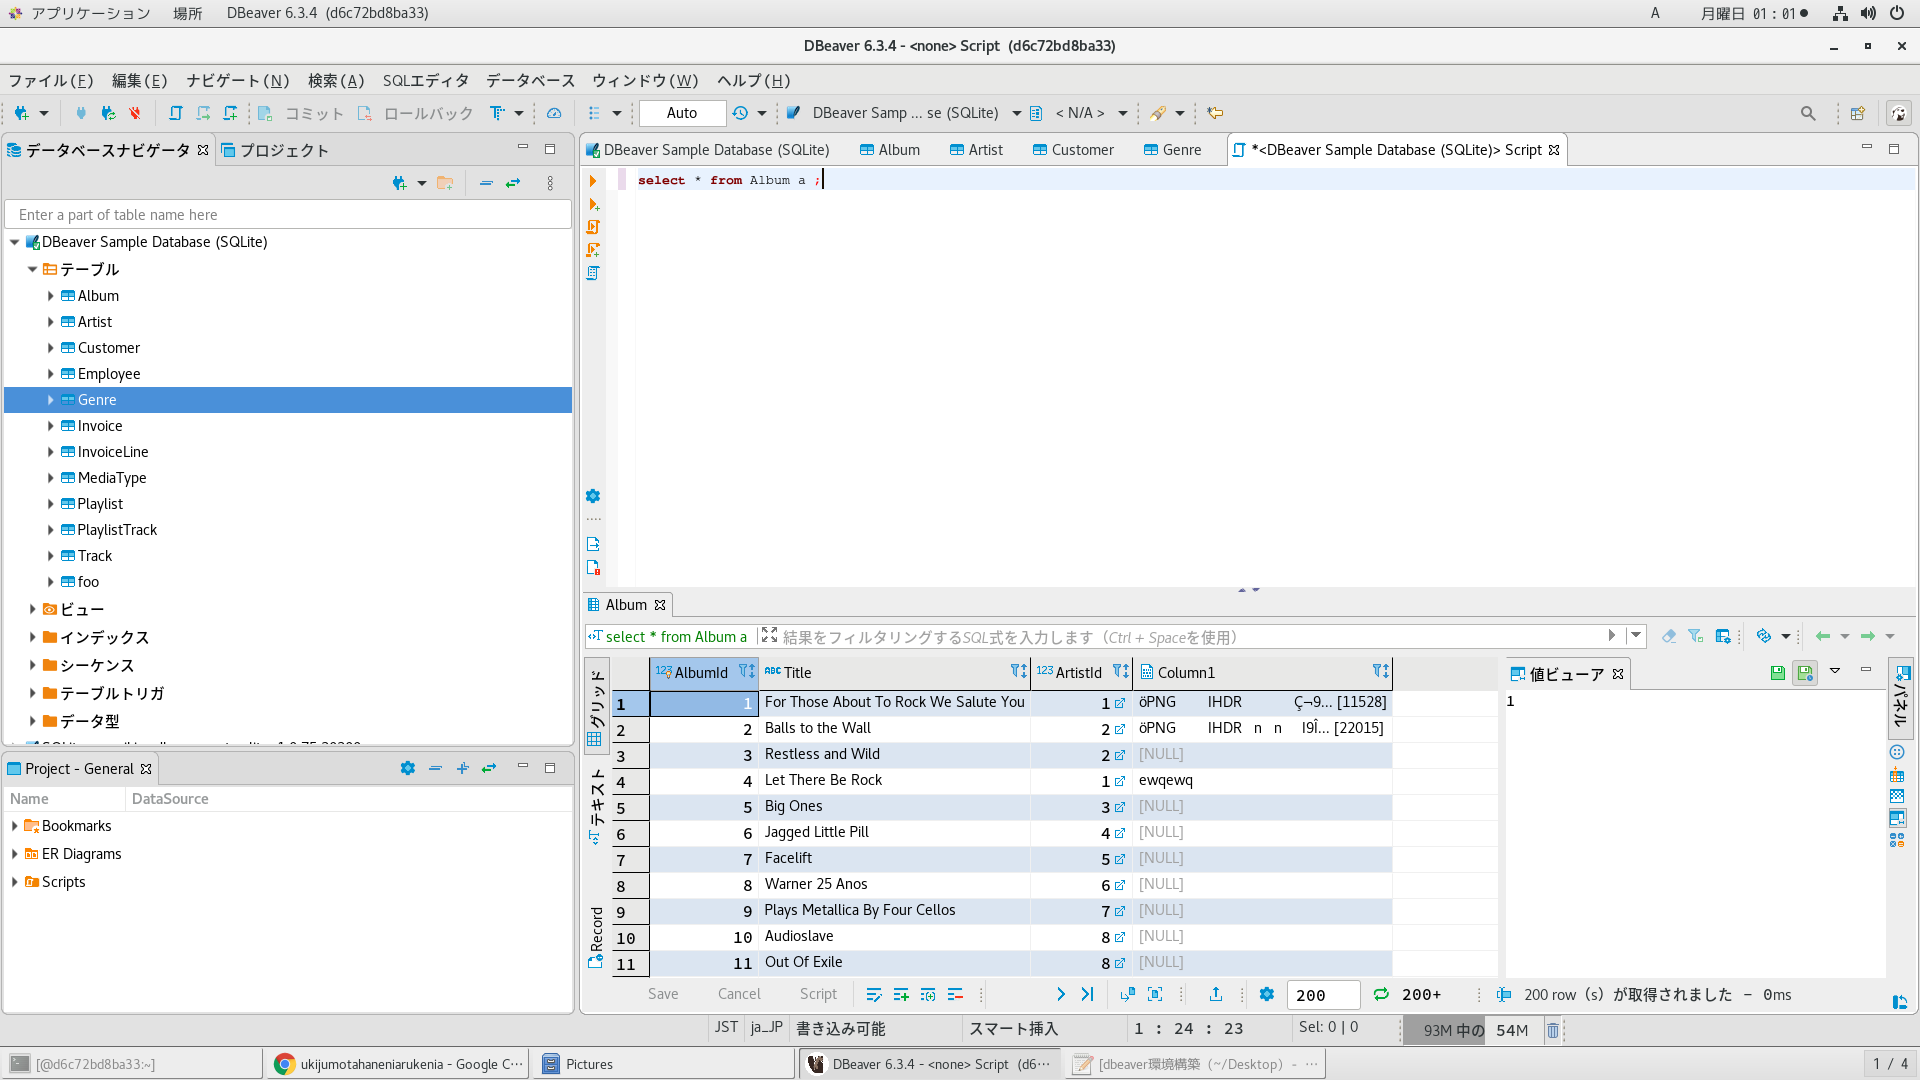 アプリケーション 場所 DBeaver 6.3.4 (d6c72bd8ba33) A 月曜日 01：01●
DBeaver 6.3.4 - <none> Script (d6c72bd8ba33)
ファイル(F) 編集(E) ナビゲート(N) 検索(A) SQLエディタ データベース ウィンドウ(W) ヘルプ(H)
コミット ロールバック Auto DBeaver Samp ... se (SQLite) < N/A >
データベースナビゲータ プロジェクト
Enter a part of table name here
DBeaver Sample Database (SQLite)
テーブル
Album
Artist
Customer
Employee
Genre
Invoice
InvoiceLine
MediaType
Playlist
PlaylistTrack
Track
foo
ビュー
インデックス
シーケンス
テーブルトリガ
データ型
Project - General
Name DataSource
Bookmarks
ER Diagrams
Scripts
DBeaver Sample Database (SQLite) Album Artist Customer Genre *<DBeaver Sample Database (SQLite)> Script
select * from Album a ;
Album
select * from Album a 結果をフィルタリングするSQL式を入力します（Ctrl + Spaceを使用）
グリッド
テキスト
Record
123 AlbumId ABC Title 123 ArtistId Column1
1 1 For Those About To Rock We Salute You 1 öPNG IHDR Ç¬9... [11528]
2 2 Balls to the Wall 2 öPNG IHDR n n I9Î... [22015]
3 3 Restless and Wild 2 [NULL]
4 4 Let There Be Rock 1 ewqewq
5 5 Big Ones 3 [NULL]
6 6 Jagged Little Pill 4 [NULL]
7 7 Facelift 5 [NULL]
8 8 Warner 25 Anos 6 [NULL]
9 9 Plays Metallica By Four Cellos 7 [NULL]
10 10 Audioslave 8 [NULL]
11 11 Out Of Exile 8 [NULL]
値ビューア
1
パネル
Save Cancel Script 200 200+ 200 row（s）が取得されました － 0ms
JST ja_JP 書き込み可能 スマート挿入 1 : 24 : 23 Sel: 0 | 0 93M 中の 54M
[@d6c72bd8ba33:~] ukijumotahaneniarukenia - Google C⋯ Pictures DBeaver 6.3.4 - <none> Script (d6⋯ [dbeaver環境構築（~/Desktop）- ⋯ 1 / 4